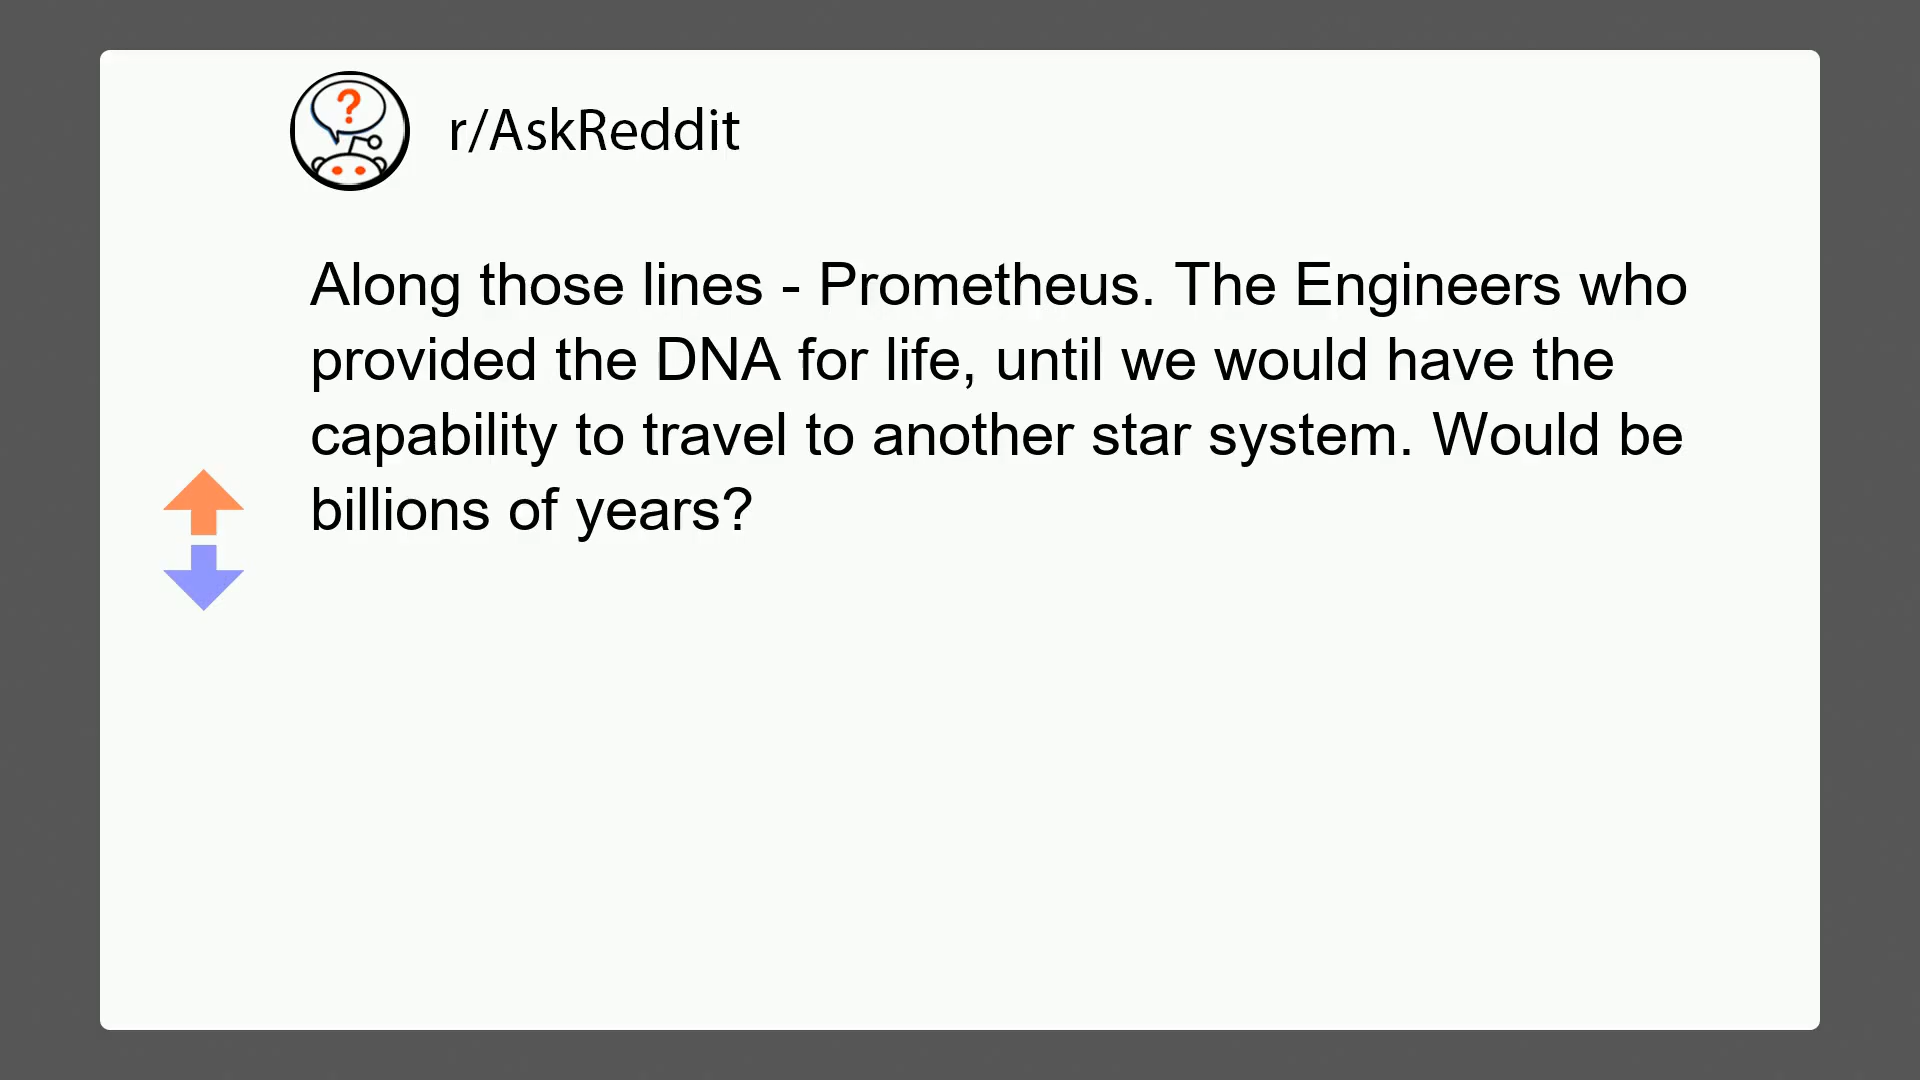 ?
r/AskReddit
Along those lines - Prometheus. The Engineers who
provided the DNA for life, until we would have the
capability to travel to another star system. Would be
billions of years?